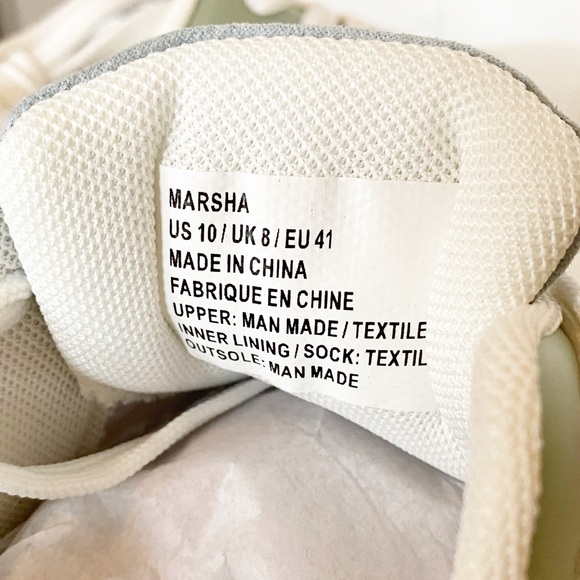 MARSHA
US 10 / UK 8 / EU 41
MADE IN CHINA
FABRIQUE EN CHINE
UPPER: MAN MADE / TEXTILE
INNER LINING / SOCK: TEXTIL
OUTSOLE: MAN MADE